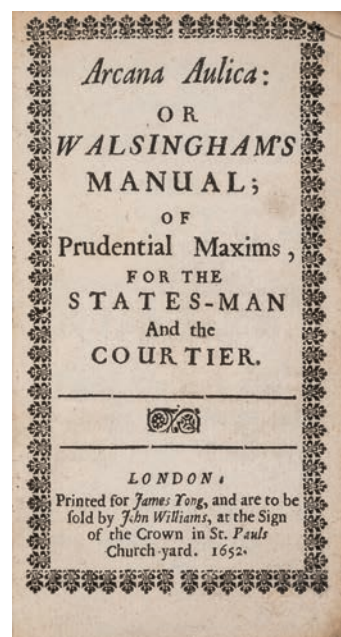 Arcana Aulica:
OR
WALSINGHAM'S
MANUAL;
OF
Prudential Maxims,
FOR THE
STATES-MAN
And the
COURTIER.
LONDON,
Printed for James Yong, and are to be
ſold by John Williams, at the Sign
of the Crown in St. Pauls
Church-yard. 1652.